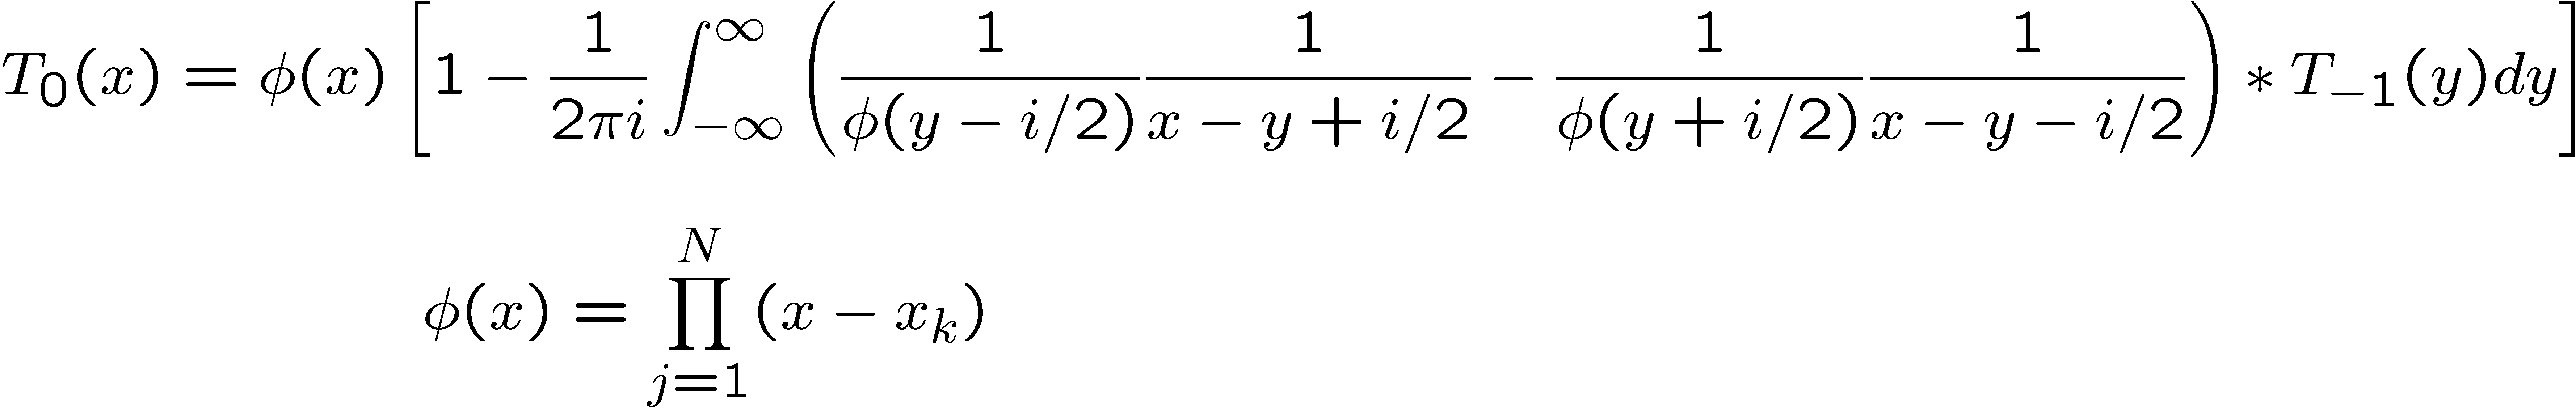 T_0(x) = \phi(x) \left[ 1 - \frac{1}{2\pi i} \int_{-\infty}^{\infty} \left( \frac{1}{\phi(y - i/2)} \frac{1}{x - y + i/2} - \frac{1}{\phi(y + i/2)} \frac{1}{x - y - i/2} \right) * T_{-1}(y) dy \right]
\phi(x) = \prod_{j=1}^{N} (x - x_k)